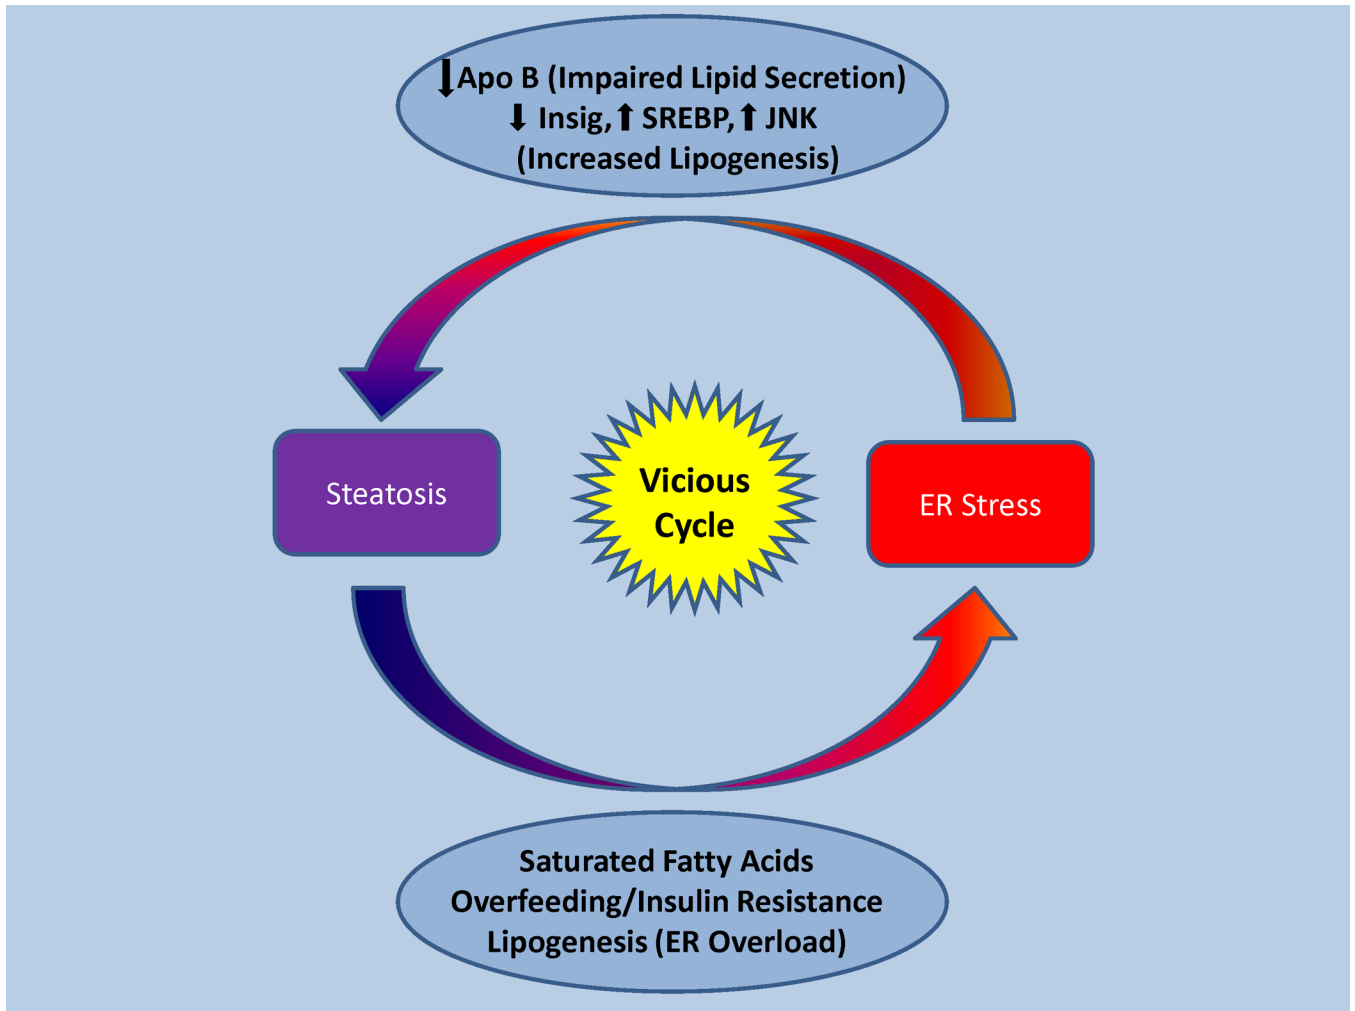 ⬇Apo B (Impaired Lipid Secretion)
⬇ Insig,⬆ SREBP,⬆ JNK
(Increased Lipogenesis)
Steatosis
Vicious
Cycle
ER Stress
Saturated Fatty Acids
Overfeeding/Insulin Resistance
Lipogenesis (ER Overload)